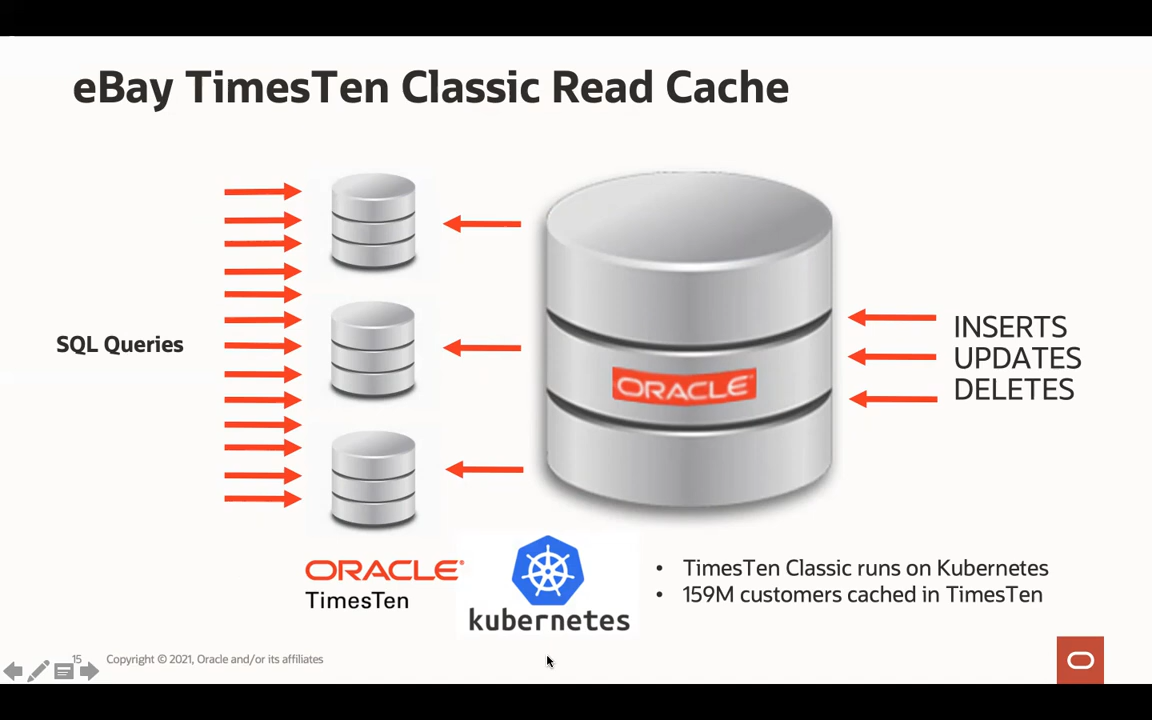 eBay TimesTen Classic Read Cache
SQL Queries
ORACLE®
INSERTS
UPDATES
DELETES
ORACLE®
TimesTen
kubernetes
• TimesTen Classic runs on Kubernetes
• 159M customers cached in TimesTen
15
Copyright © 2021, Oracle and/or its affiliates